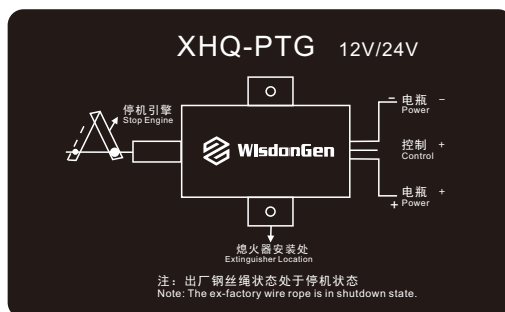 XHQ-PTG 12V/24V
停机引擎
Stop Engine
WIsdonGen
- 电瓶 -
Power
控制 +
Control
电瓶 +
+ Power
熄火器安装处
Extinguisher Location
注：出厂钢丝绳状态处于停机状态
Note: The ex-factory wire rope is in shutdown state.